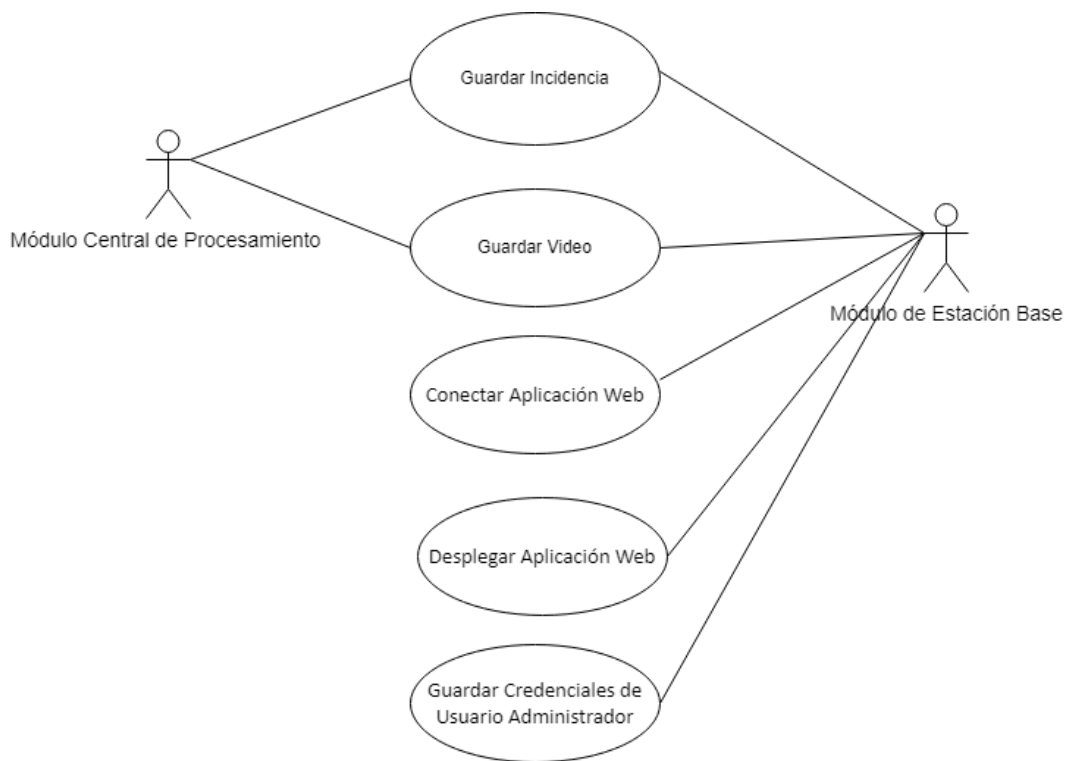 Guardar Incidencia
Módulo Central de Procesamiento
Guardar Video
Módulo de Estación Base
Conectar Aplicación Web
Desplegar Aplicación Web
Guardar Credenciales de
Usuario Administrador